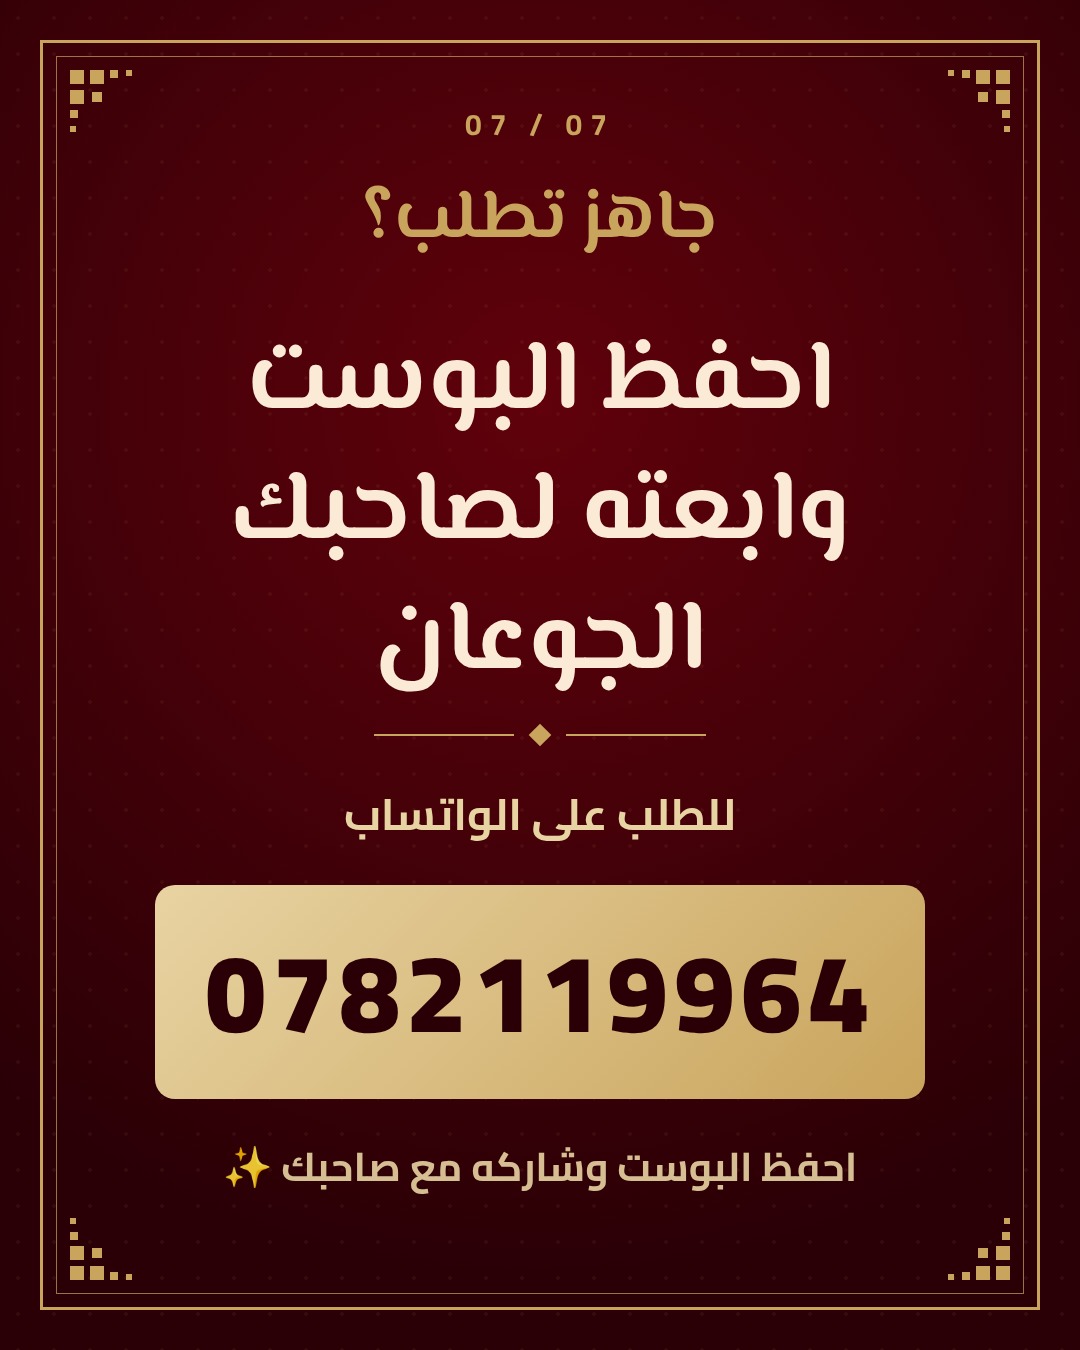 07 / 07
جاهز تطلب؟
احفظ البوست
وابعته لصاحبك
الجوعان
للطلب على الواتساب
0782119964
احفظ البوست وشاركه مع صاحبك ✨